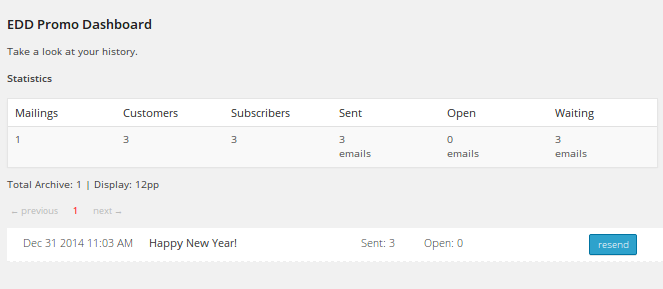 EDD Promo Dashboard
Take a look at your history.
Statistics
Mailings Customers Subscribers Sent Open Waiting
1 3 3 3 0 3
emails emails emails
Total Archive: 1 | Display: 12pp
← previous 1 next →
Dec 31 2014 11:03 AM Happy New Year! Sent: 3 Open: 0 resend